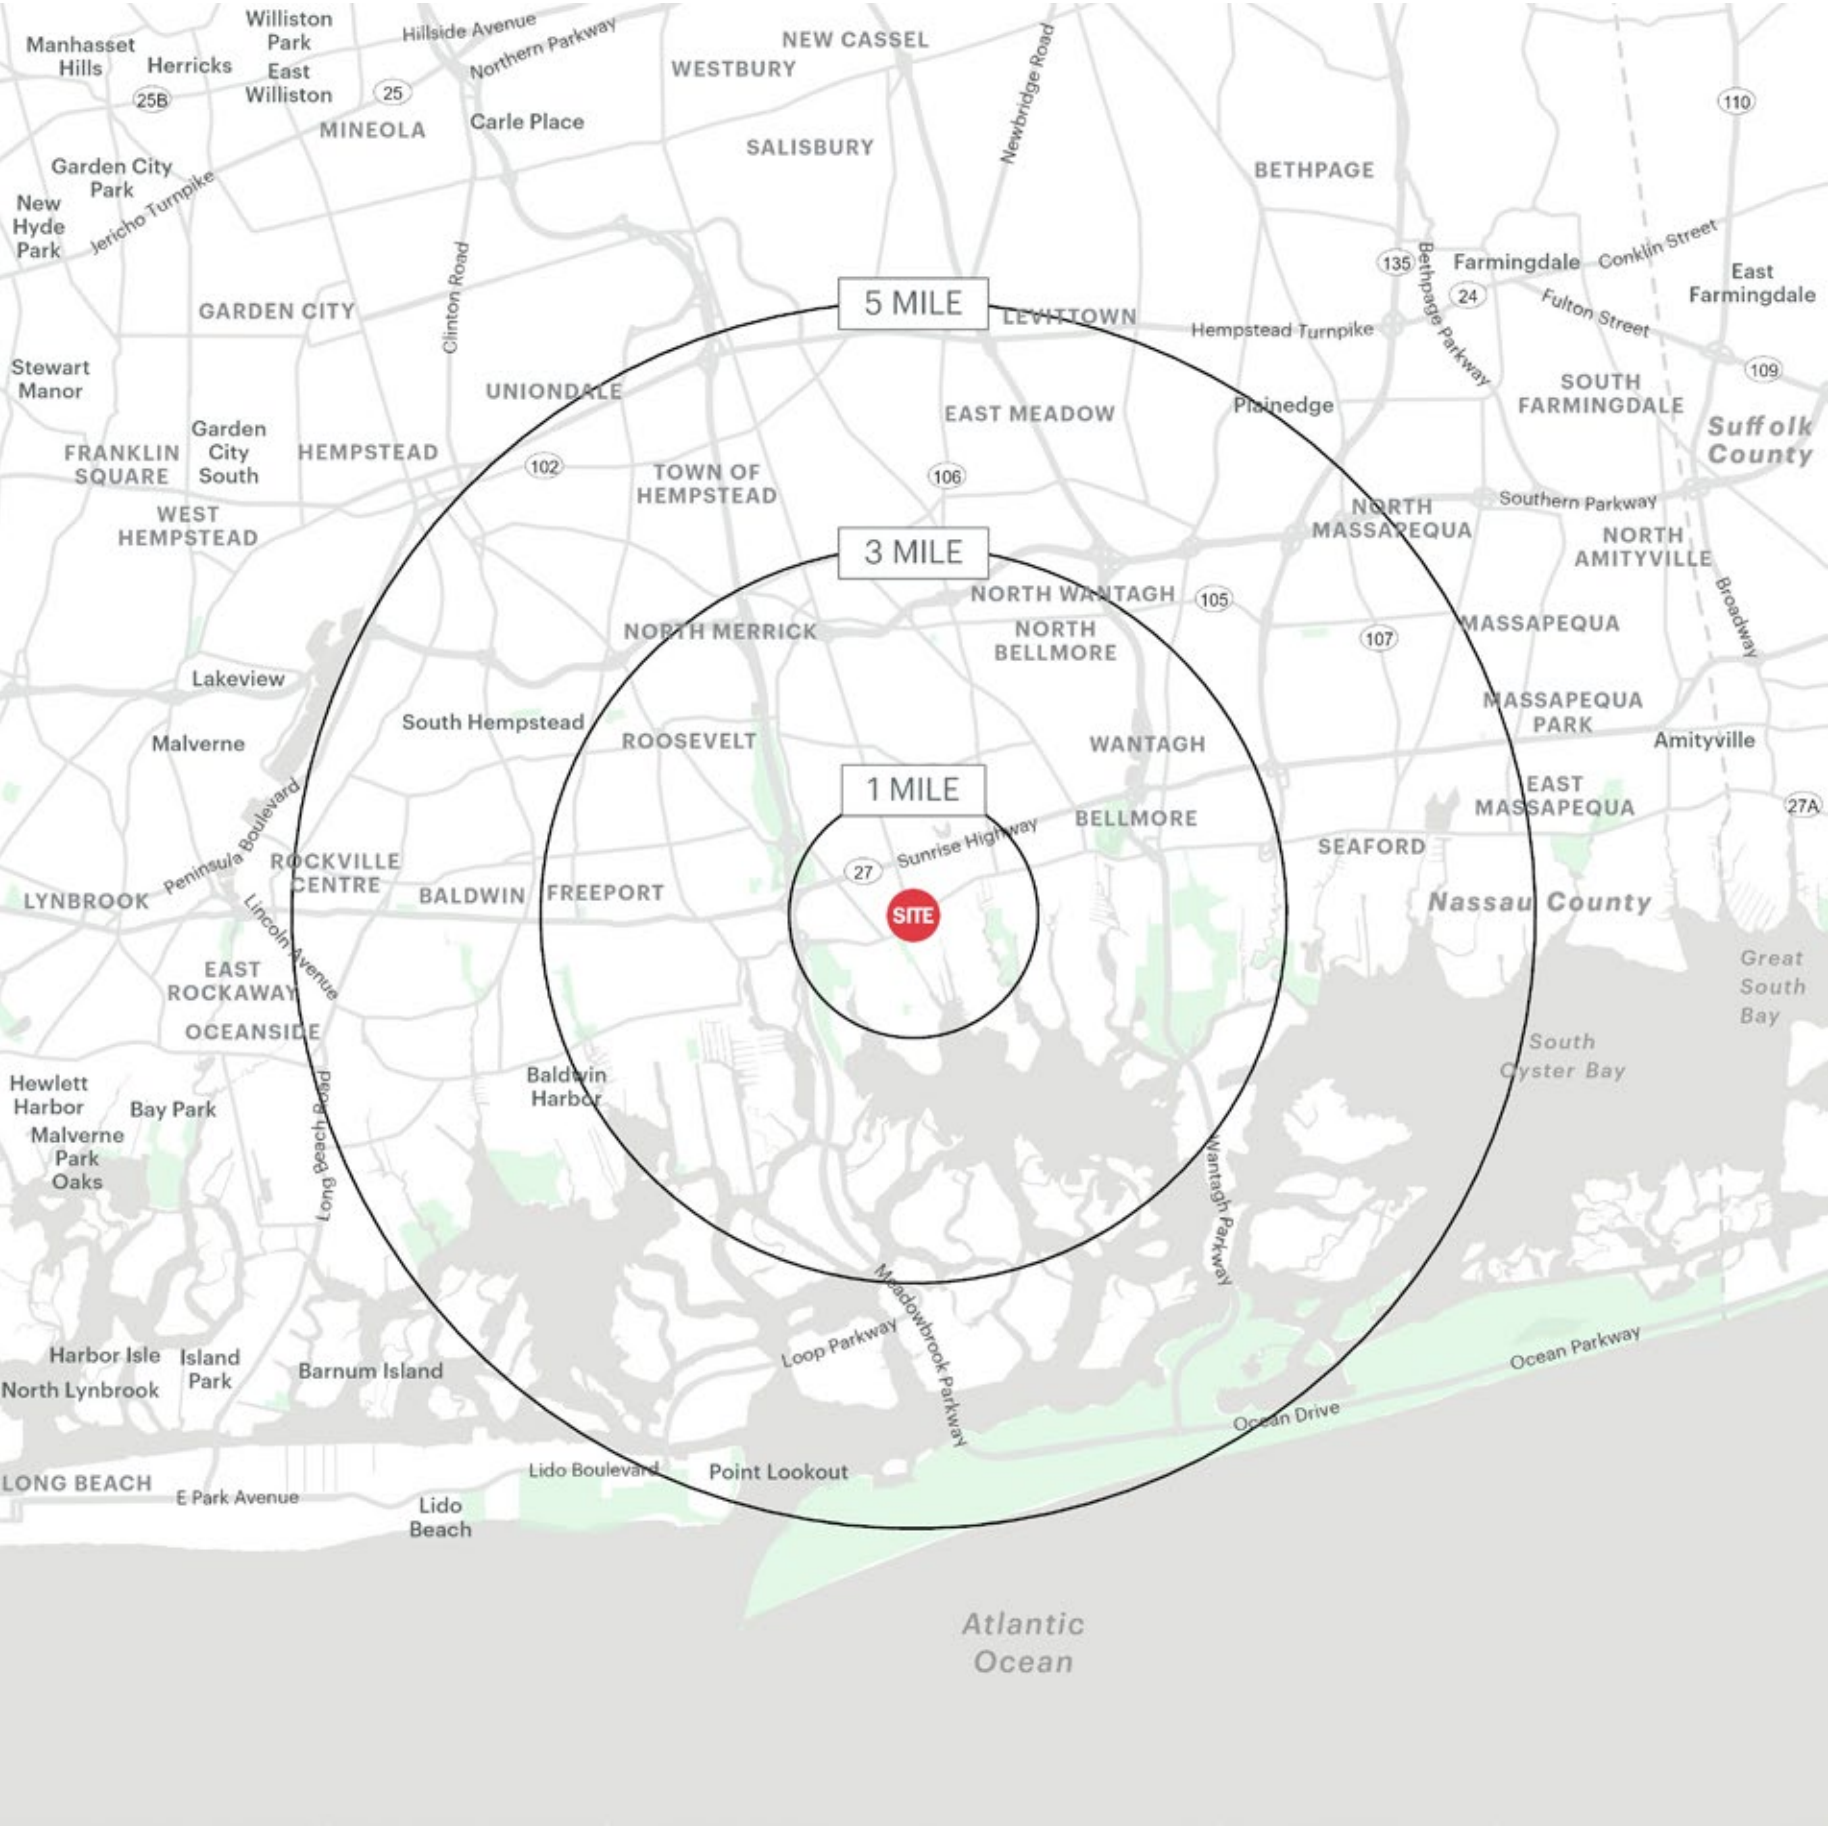 Manhasset
Hills
Herricks
25B
Williston
Park
East
Williston
Hillside Avenue
Northern Parkway
25
MINEOLA
Carle Place
NEW CASSEL
WESTBURY
SALISBURY
Newbridge Road
BETHPAGE
110
Garden City
Park
New
Hyde
Park
Jericho Turnpike
GARDEN CITY
Clinton Road
5 MILE
LEVITTOWN
Hempstead Turnpike
135
Bethpage Parkway
Farmingdale
24
Conklin Street
Fulton Street
East
Farmingdale
109
Stewart
Manor
UNIONDALE
EAST MEADOW
Plainedge
SOUTH
FARMINGDALE
Suffolk
County
FRANKLIN
SQUARE
Garden
City
South
HEMPSTEAD
102
TOWN OF
HEMPSTEAD
106
WEST
HEMPSTEAD
NORTH
MASSAPEQUA
Southern Parkway
NORTH
AMITYVILLE
3 MILE
NORTH WANTAGH
105
NORTH MERRICK
NORTH
BELLMORE
107
MASSAPEQUA
Broadway
Lakeview
South Hempstead
Malverne
ROOSEVELT
WANTAGH
MASSAPEQUA
PARK
Amityville
1 MILE
Sunrise Highway
27
BELLMORE
SEAFORD
EAST
MASSAPEQUA
27A
Peninsula Boulevard
ROCKVILLE
CENTRE
LYNBROOK
Lincoln Avenue
BALDWIN
FREEPORT
SITE
Nassau County
EAST
ROCKAWAY
OCEANSIDE
Great
South
Bay
South
Oyster Bay
Hewlett
Harbor
Bay Park
Malverne
Park
Oaks
Long Beach Road
Baldwin
Harbor
Wantagh Parkway
Meadowbrook Parkway
Loop Parkway
Harbor Isle
Island
Park
North Lynbrook
Barnum Island
Ocean Parkway
Ocean Drive
LONG BEACH
E Park Avenue
Lido Boulevard
Point Lookout
Lido
Beach
Atlantic
Ocean